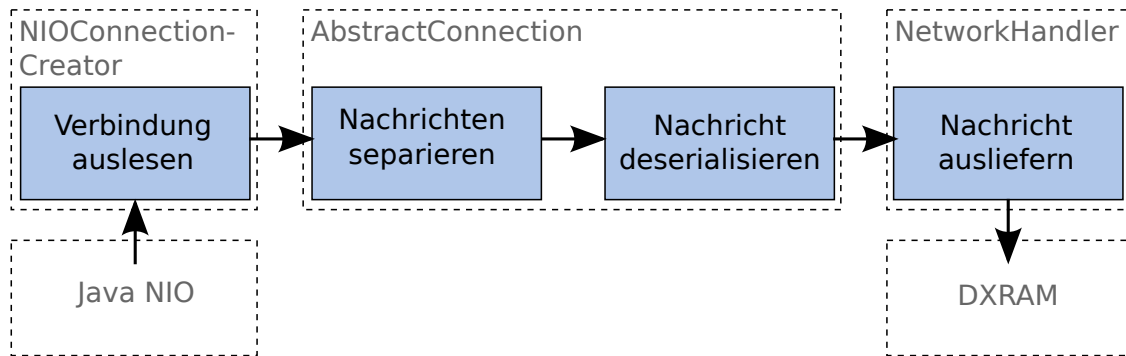 NIOConnection-
Creator
Verbindung
auslesen
AbstractConnection
Nachrichten
separieren
Nachricht
deserialisieren
NetworkHandler
Nachricht
ausliefern
Java NIO
DXRAM